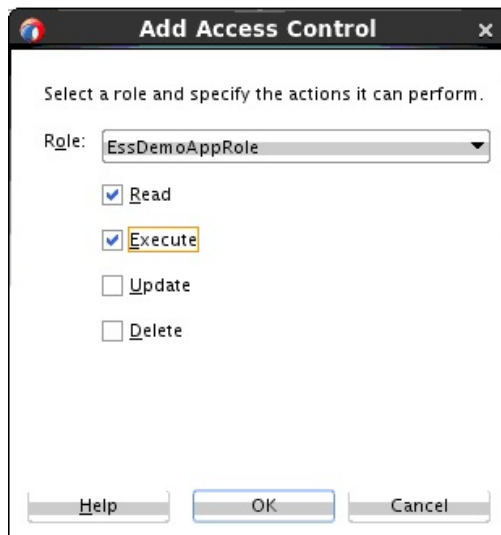 Add Access Control
Select a role and specify the actions it can perform.
Role: EssDemoAppRole
Read
Execute
Update
Delete
Help OK Cancel